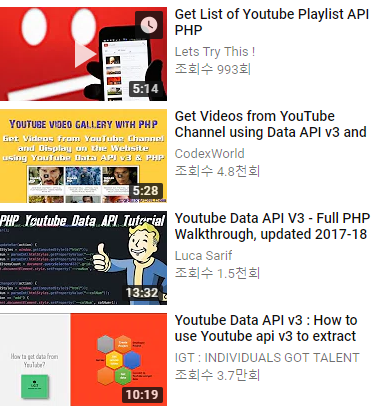 Get List of Youtube Playlist API
PHP
Lets Try This !
조회수 993회
5:14
YOUTUBE VIDEO GALLERY WITH PHP
Get Videos from YouTube Channel
and Display on the Website
using YouTube Data API v3 & PHP
5:28
Get Videos from YouTube
Channel using Data API v3 and
CodexWorld
조회수 4.8천회
PHP Youtube Data API Tutorial
13:32
Youtube Data API V3 - Full PHP
Walkthrough, updated 2017-18
Luca Sarif
조회수 1.5천회
How to get data from
YouTube?
10:19
Youtube Data API v3 : How to
use Youtube api v3 to extract
IGT : INDIVIDUALS GOT TALENT
조회수 3.7만회